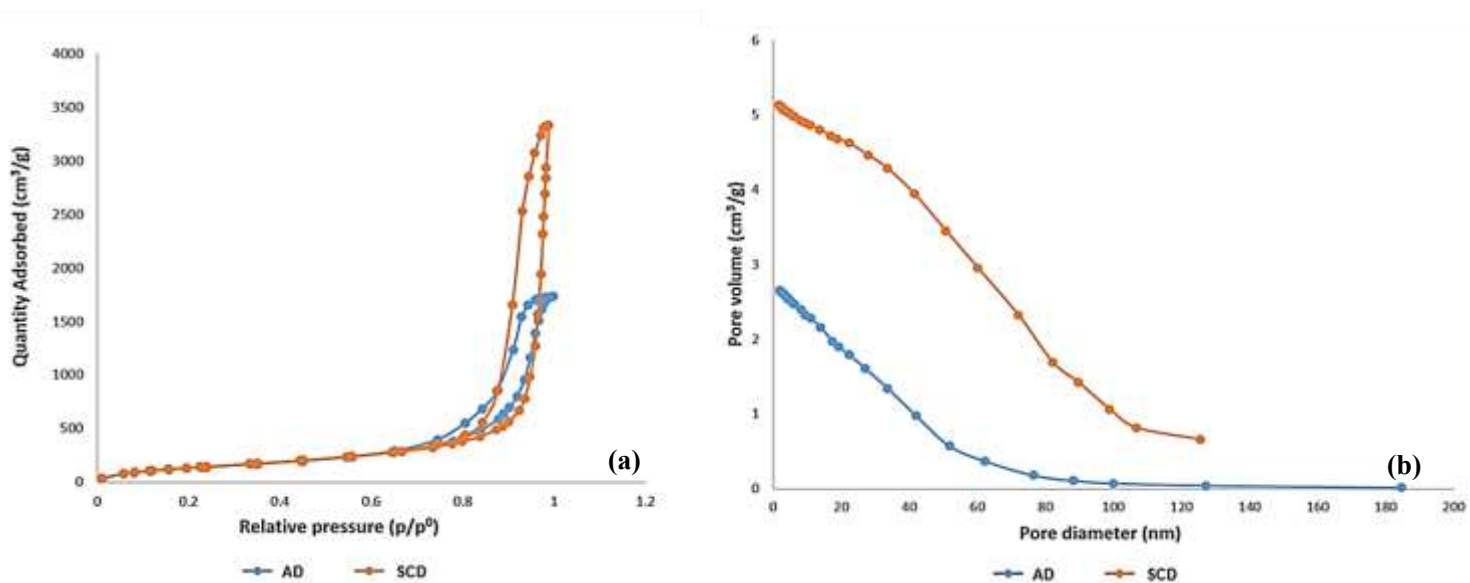 4000
3500
3000
2500
2000
1500
1000
500
0
Quantity Adsorbed (cm³/g)
0 0.2 0.4 0.6 0.8 1 1.2
Relative pressure (p/p⁰)
(a)
AD SCD
6
5
4
3
2
1
0
Pore volume (cm³/g)
0 20 40 60 80 100 120 140 160 180 200
Pore diameter (nm)
(b)
AD SCD